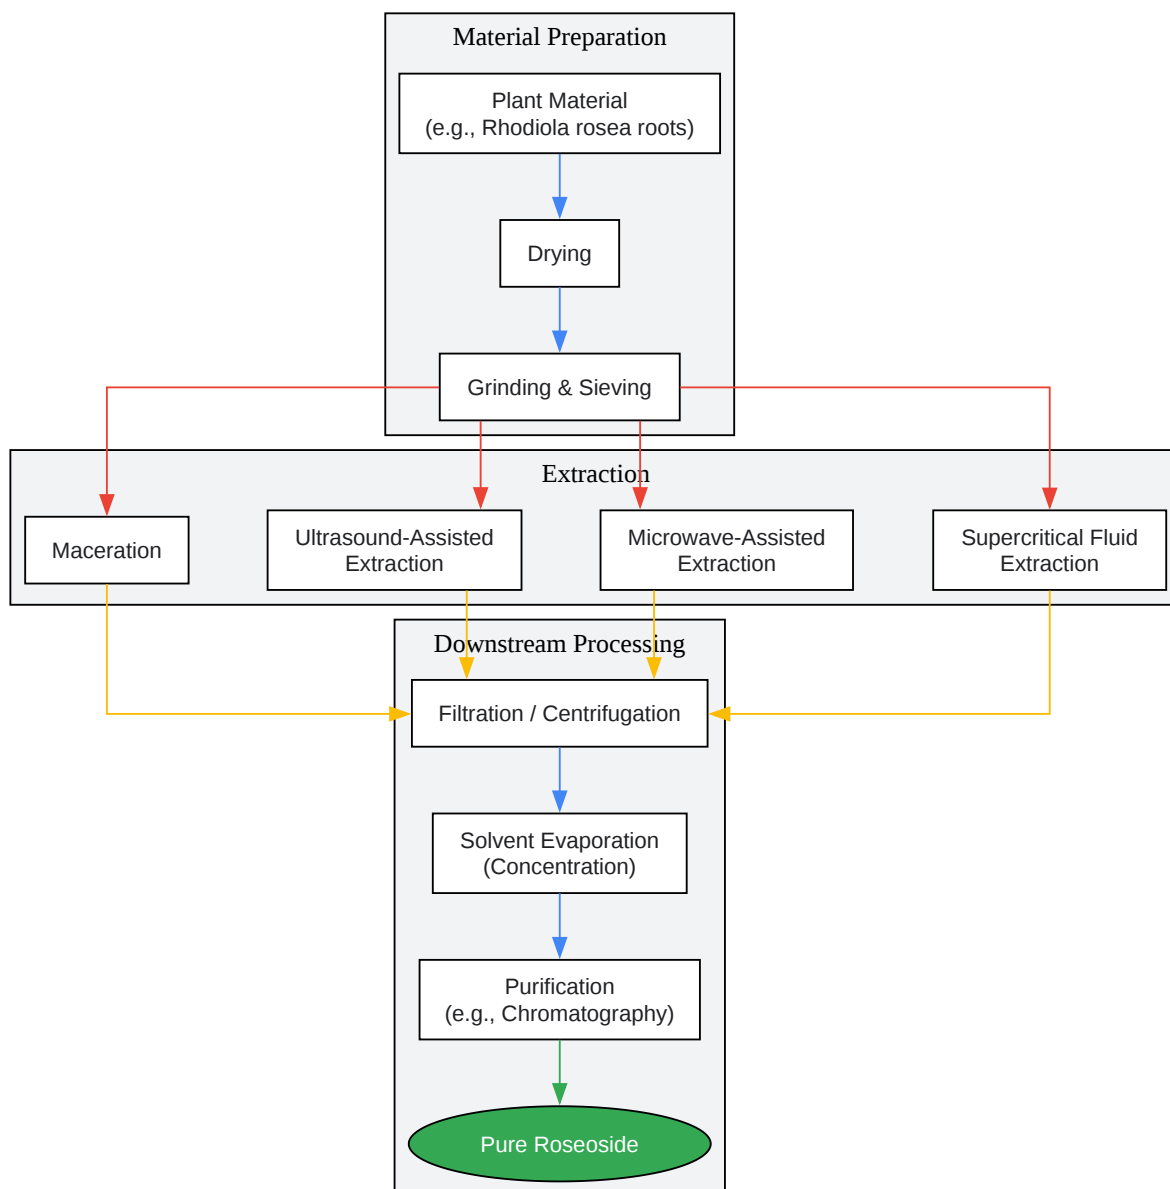 Material Preparation
Plant Material
(e.g., Rhodiola rosea roots)
Drying
Grinding & Sieving
Extraction
Maceration
Ultrasound-Assisted
Extraction
Microwave-Assisted
Extraction
Supercritical Fluid
Extraction
Downstream Processing
Filtration / Centrifugation
Solvent Evaporation
(Concentration)
Purification
(e.g., Chromatography)
Pure Roseoside